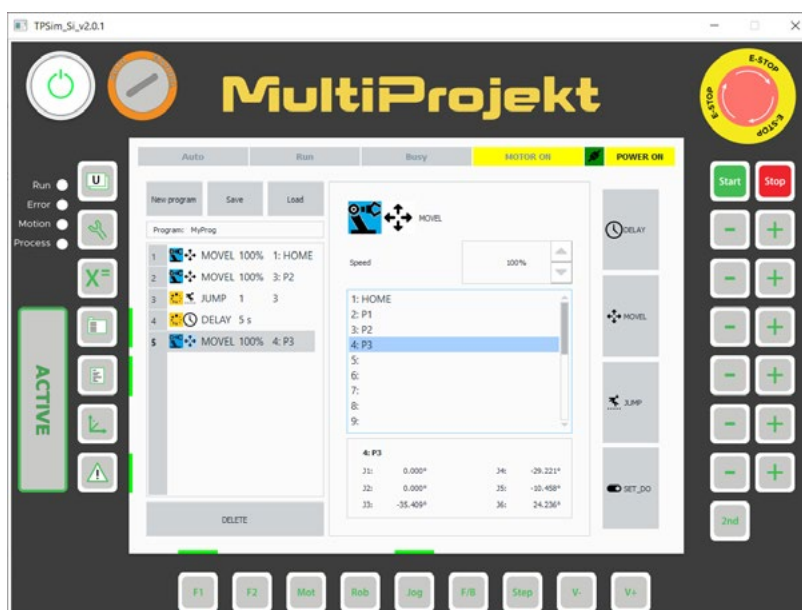 TPSim_Si_v2.0.1
MultiProjekt
E-STOP
E-STOP
E-STOP
Auto Run Busy MOTOR ON POWER ON
Run
Error
Motion
Process
U
X=
ACTIVE
Start Stop
New program Save Load
Program: MyProg
1 MOVEL 100% 1: HOME
2 MOVEL 100% 3: P2
3 JUMP 1 3
4 DELAY 5 s
5 MOVEL 100% 4: P3
DELETE
MOVEL
Speed 100%
1: HOME
2: P1
3: P2
4: P3
5:
6:
7:
8:
9:
4: P3
J1: 0.000° J4: -29.221°
J2: 0.000° J5: -10.458°
J3: -35.409° J6: 24.236°
DELAY
MOVEL
JUMP
SET_DO
- +
- +
- +
- +
- +
- +
2nd
F1 F2 Mot Rob Jog F/B Step V- V+